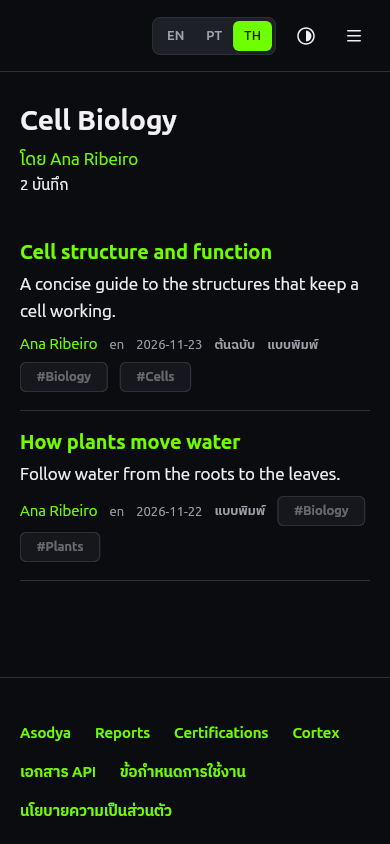 EN PT TH
Cell Biology
โดย Ana Ribeiro
2 บันทึก
Cell structure and function
A concise guide to the structures that keep a
cell working.
Ana Ribeiro en 2026-11-23 ต้นฉบับ แบบพิมพ์
#Biology #Cells
How plants move water
Follow water from the roots to the leaves.
Ana Ribeiro en 2026-11-22 แบบพิมพ์ #Biology
#Plants
Asodya Reports Certifications Cortex
เอกสาร API ข้อกำหนดการใช้งาน
นโยบายความเป็นส่วนตัว